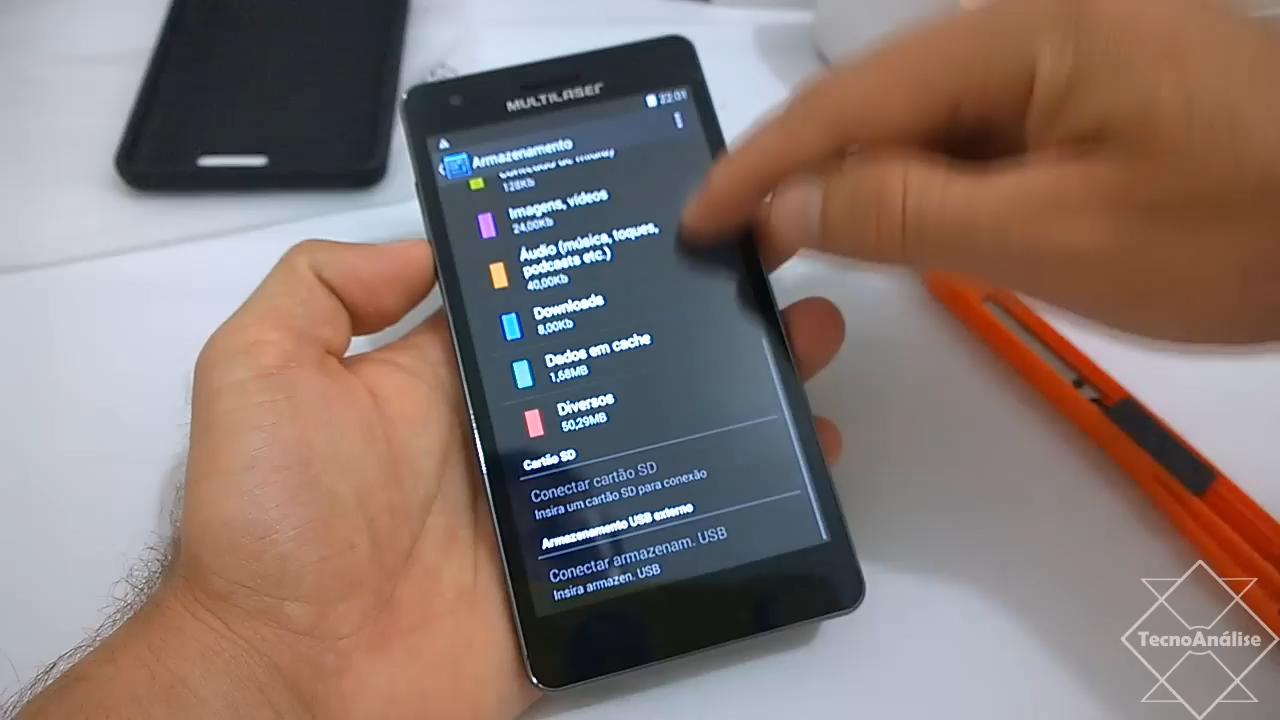 MULTILASER
22:01
Armazenamento
128Kb
Imagens, vídeos
24,00Kb
Áudio (música, toques,
podcasts etc.)
40,00Kb
Downloads
8,00Kb
Dados em cache
1,68MB
Diversos
50,29MB
Cartão SD
Conectar cartão SD
Insira um cartão SD para conexão
Armazenamento USB externo
Conectar armazenam. USB
Insira armazen. USB
TecnoAnálise